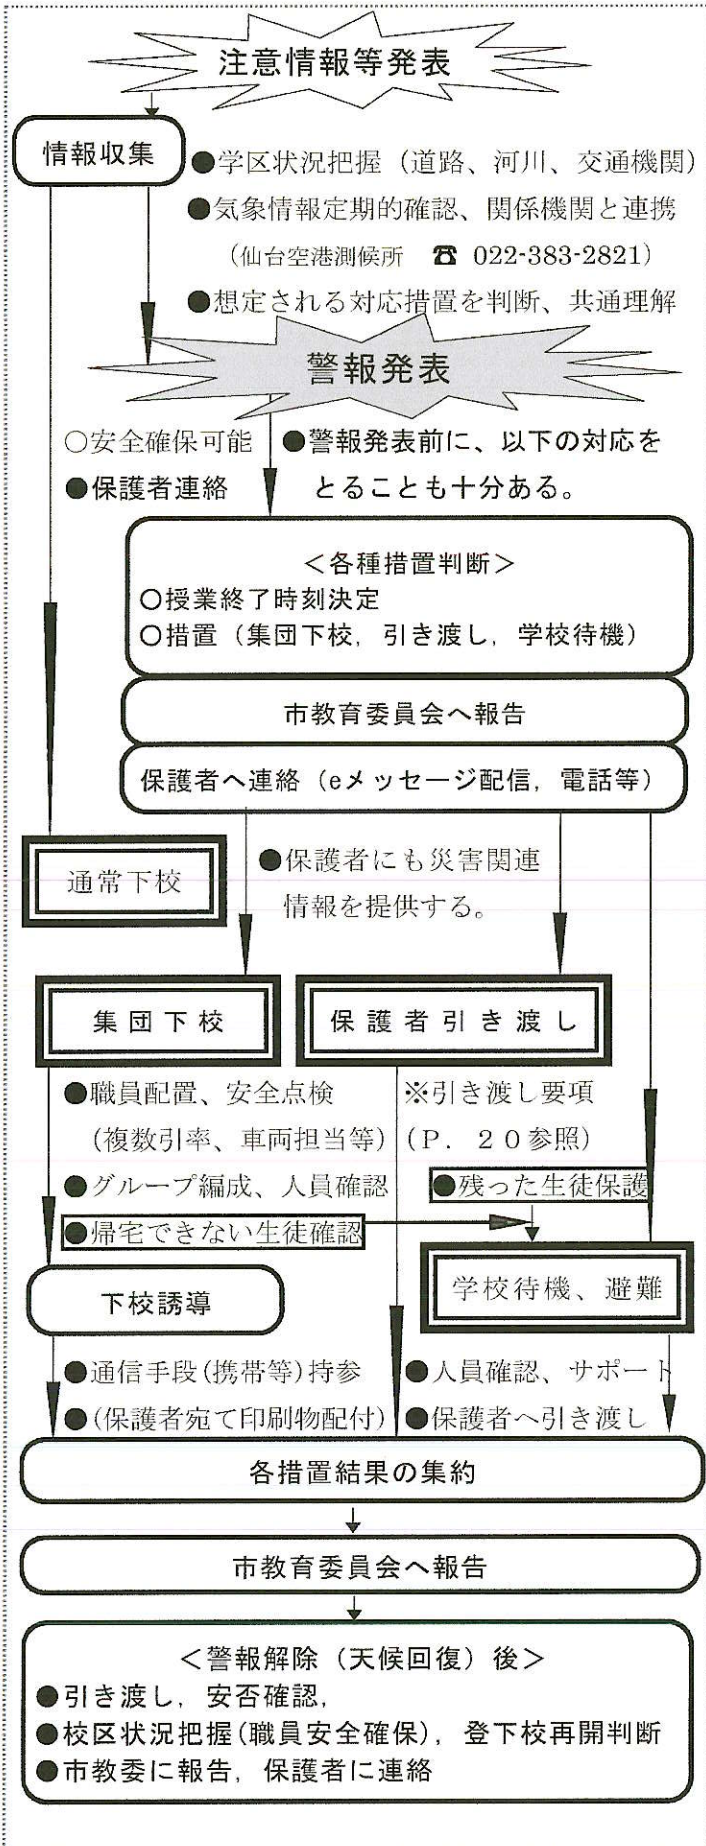 注意情報等発表
情報収集
●学区状況把握（道路、河川、交通機関）
●気象情報定期的確認、関係機関と連携
（仙台空港測候所　☎ 022-383-2821）
●想定される対応措置を判断、共通理解
警報発表
○安全確保可能
●保護者連絡
●警報発表前に、以下の対応を
とることも十分ある。
＜各種措置判断＞
○授業終了時刻決定
○措置（集団下校，引き渡し，学校待機）
市教育委員会へ報告
保護者へ連絡（eメッセージ配信，電話等）
通常下校
●保護者にも災害関連
情報を提供する。
集団下校
保護者引き渡し
●職員配置、安全点検
（複数引率、車両担当等）
●グループ編成、人員確認
●帰宅できない生徒確認
※引き渡し要項
（P．２０参照）
●残った生徒保護
学校待機、避難
下校誘導
●通信手段(携帯等)持参
●(保護者宛て印刷物配付)
●人員確認、サポート
●保護者へ引き渡し
各措置結果の集約
市教育委員会へ報告
＜警報解除（天候回復）後＞
●引き渡し，安否確認，
●校区状況把握(職員安全確保)，登下校再開判断
●市教委に報告，保護者に連絡